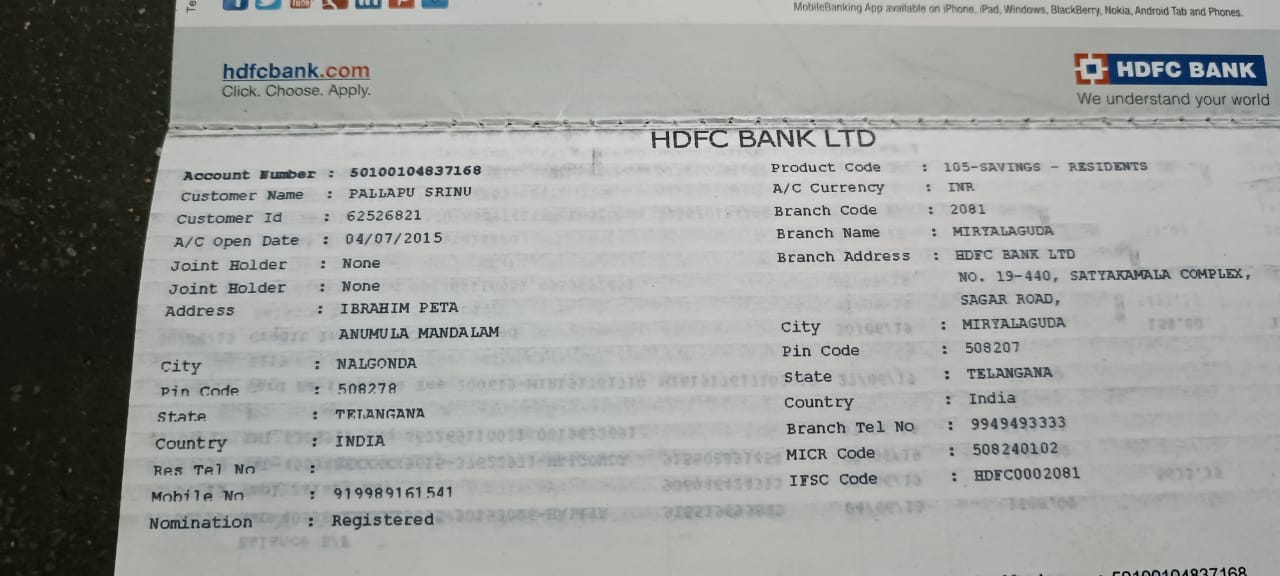 Te
MobileBanking App available on iPhone, iPad, Windows, BlackBerry, Nokia, Android Tab and Phones.
hdfcbank.com
Click. Choose. Apply.
HDFC BANK
We understand your world
HDFC BANK LTD
Account Number : 50100104837168
Customer Name : PALLAPU SRINU
Customer Id : 62526821
A/C Open Date : 04/07/2015
Joint Holder : None
Joint Holder : None
Address : IBRAHIM PETA
ANUMULA MANDALAM
City : NALGONDA
Pin Code : 508278
State : TELANGANA
Country : INDIA
Res Tel No :
Mobile No : 919989161541
Nomination : Registered
Product Code : 105-SAVINGS - RESIDENTS
A/C Currency : INR
Branch Code : 2081
Branch Name : MIRYALAGUDA
Branch Address : HDFC BANK LTD
NO. 19-440, SATYAKAMALA COMPLEX,
SAGAR ROAD,
City : MIRYALAGUDA
Pin Code : 508207
State : TELANGANA
Country : India
Branch Tel No : 9949493333
MICR Code : 508240102
IFSC Code : HDFC0002081
50100104837168